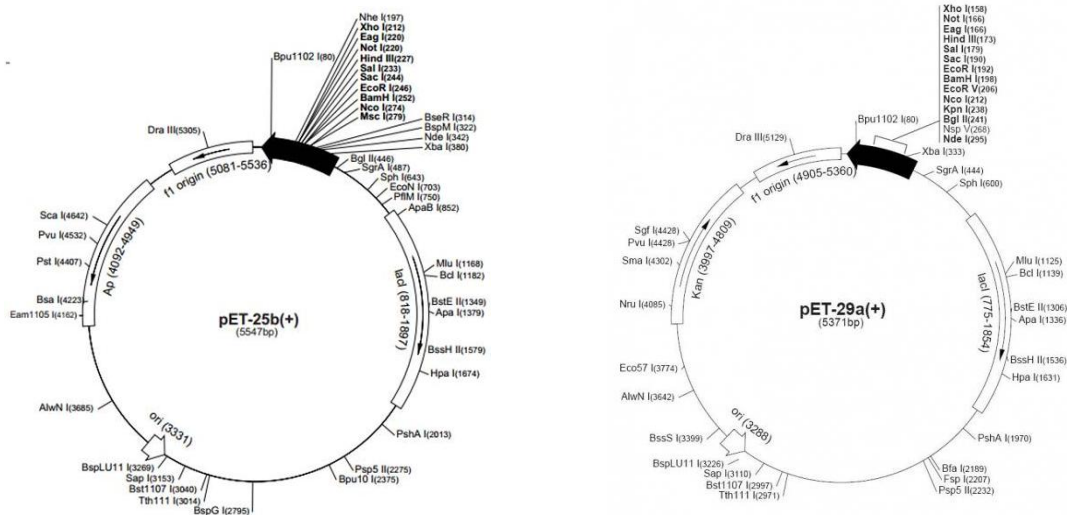 Nhe I(197)
Xho I(212)
Eag I(220)
Not I(220)
Hind III(227)
Sal I(233)
Sac I(244)
EcoR I(246)
BamH I(252)
Nco I(274)
Msc I(279)
Bpu1102 I(80)
BseR I(314)
BspM I(322)
Nde I(342)
Xba I(380)
Bgl II(446)
SgrA I(487)
Sph I(643)
EcoN I(703)
PflM I(750)
ApaB I(852)
Mlu I(1168)
Bcl I(1182)
BstE II(1349)
Apa I(1379)
BssH II(1579)
Hpa I(1674)
PshA I(2013)
Psp5 II(2275)
Bpu10 I(2375)
BspG I(2795)
Tth111 I(3014)
Bst1107 I(3040)
Sap I(3153)
BspLU11 I(3269)
AlwN I(3685)
Eam1105 I(4162)
Bsa I(4223)
Pst I(4407)
Pvu I(4532)
Sca I(4642)
Dra III(5305)
f1 origin (5081-5536)
Ap (4092-4949)
lacI (818-1897)
ori (3331)
pET-25b(+)
(5547bp)
Xho I(158)
Not I(166)
Eag I(166)
Hind III(173)
Sal I(179)
Sac I(190)
EcoR I(192)
BamH I(198)
EcoR V(206)
Nco I(212)
Kpn I(238)
Bgl II(241)
Nsp V(268)
Nde I(295)
Bpu1102 I(80)
Xba I(333)
SgrA I(444)
Sph I(600)
Mlu I(1125)
Bcl I(1139)
BstE II(1306)
Apa I(1336)
BssH II(1536)
Hpa I(1631)
PshA I(1970)
Bfa I(2189)
Fsp I(2207)
Psp5 II(2232)
Tth111 I(2971)
Bst1107 I(2997)
Sap I(3110)
BspLU11 I(3226)
BssS I(3399)
AlwN I(3642)
Eco57 I(3774)
Nru I(4085)
Sma I(4302)
Pvu I(4428)
Sgf I(4428)
Dra III(5129)
f1 origin (4905-5360)
Kan (3997-4809)
lacI (775-1854)
ori (3288)
pET-29a(+)
(5371bp)